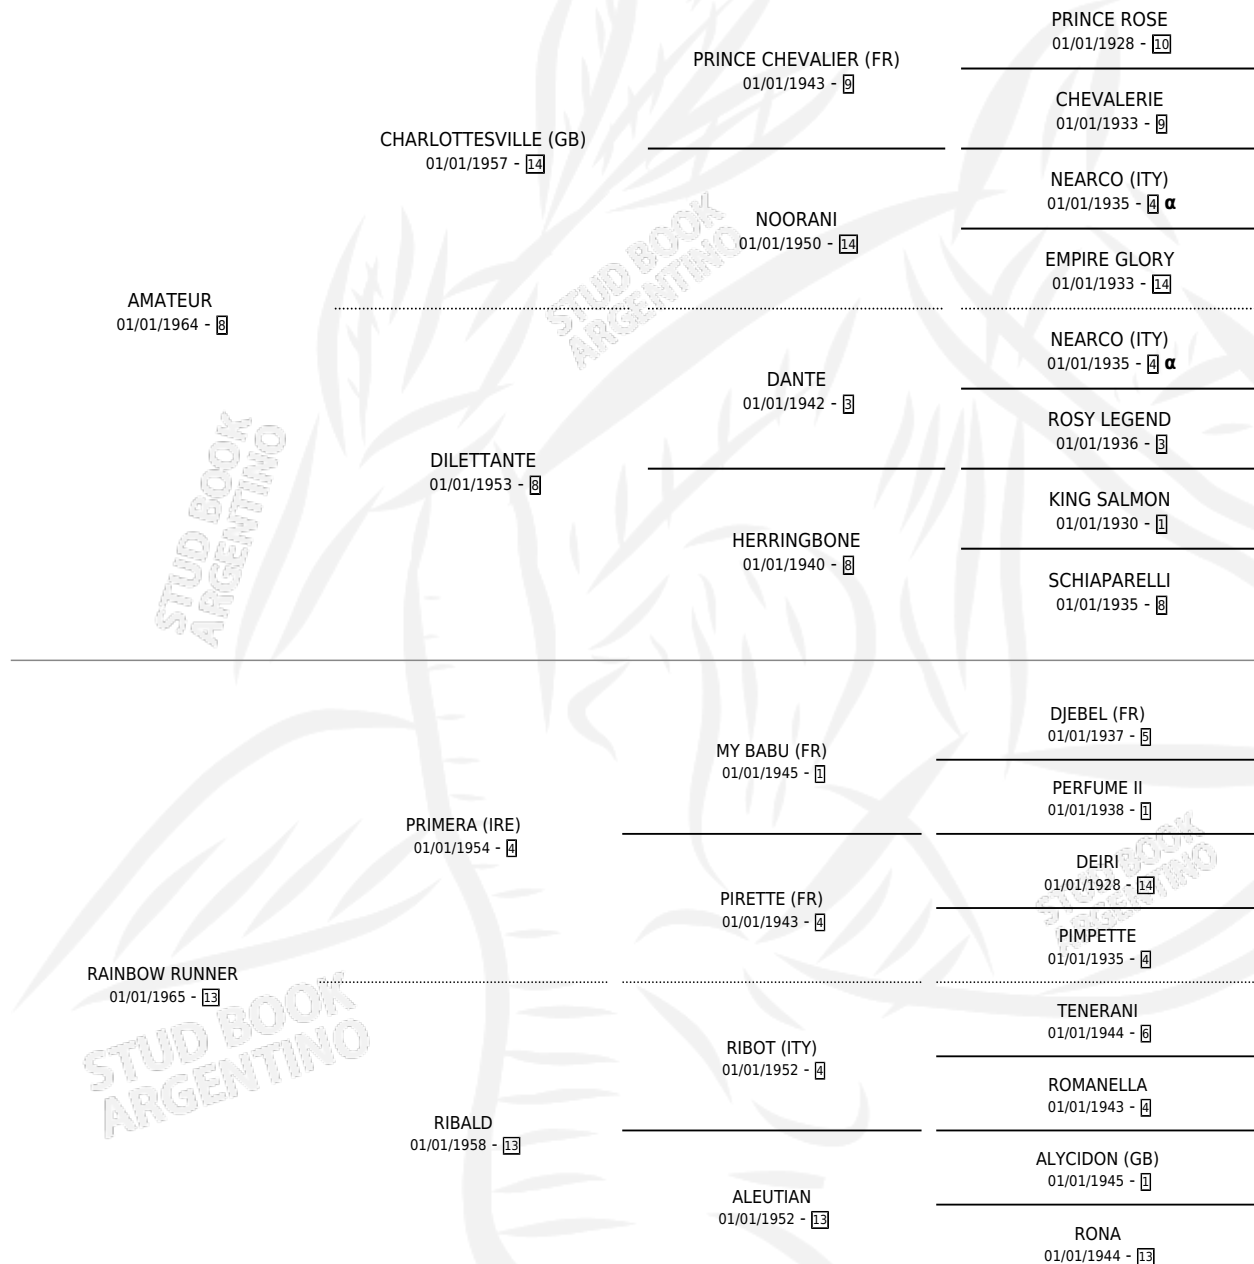 PRINCE ROSE
01/01/1928 - 10
PRINCE CHEVALIER (FR)
01/01/1943 - 9
CHEVALERIE
01/01/1933 - 9
CHARLOTTESVILLE (GB)
01/01/1957 - 14
NEARCO (ITY)
01/01/1935 - 4 α
NOORANI
01/01/1950 - 14
EMPIRE GLORY
01/01/1933 - 14
AMATEUR
01/01/1964 - 8
NEARCO (ITY)
01/01/1935 - 4 α
DANTE
01/01/1942 - 3
ROSY LEGEND
01/01/1936 - 3
DILETTANTE
01/01/1953 - 8
KING SALMON
01/01/1930 - 1
HERRINGBONE
01/01/1940 - 8
SCHIAPARELLI
01/01/1935 - 8
STUD BOOK
ARGENTINO
STUD BOOK
ARGENTINO
DJEBEL (FR)
01/01/1937 - 5
MY BABU (FR)
01/01/1945 - 1
PERFUME II
01/01/1938 - 1
PRIMERA (IRE)
01/01/1954 - 4
DEIRI
01/01/1928 - 14
PIRETTE (FR)
01/01/1943 - 4
PIMPETTE
01/01/1935 - 4
STUD BOOK
ARGENTINO
RAINBOW RUNNER
01/01/1965 - 13
TENERANI
01/01/1944 - 6
RIBOT (ITY)
01/01/1952 - 4
ROMANELLA
01/01/1943 - 4
STUD BOOK
ARGENTINO
RIBALD
01/01/1958 - 13
ALYCIDON (GB)
01/01/1945 - 1
ALEUTIAN
01/01/1952 - 13
RONA
01/01/1944 - 13